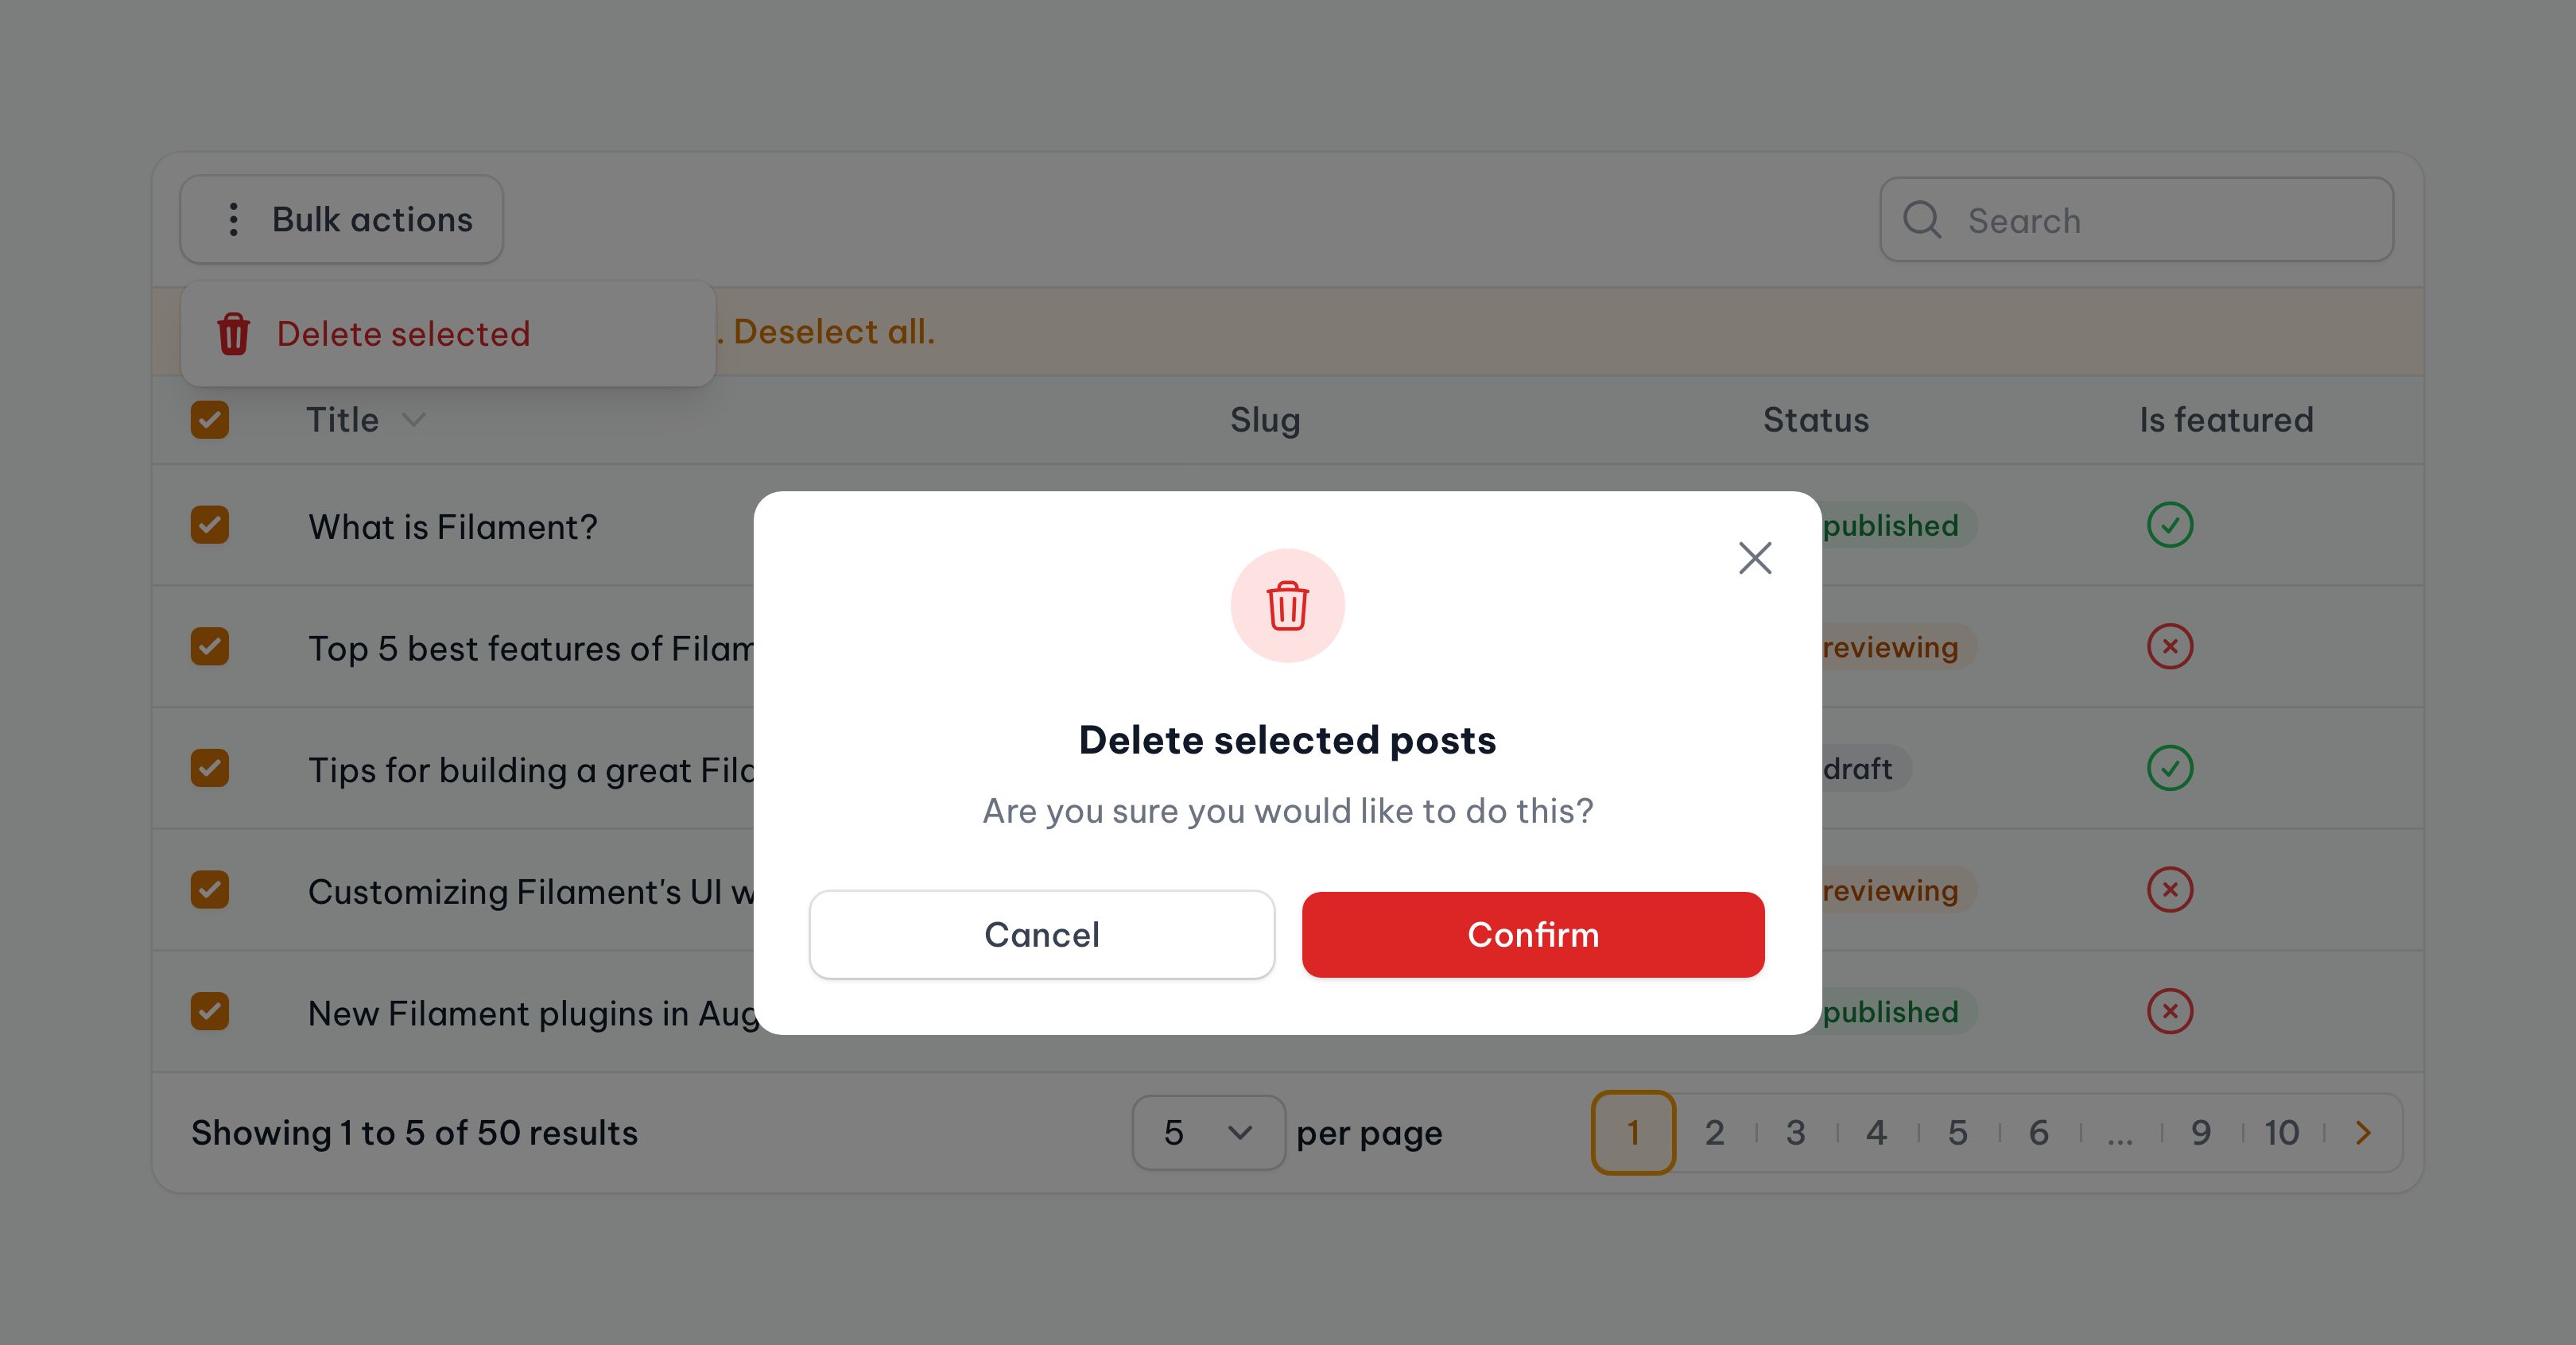 Bulk actions
Search
Delete selected
. Deselect all.
Title
Slug
Status
Is featured
What is Filament?
published
Top 5 best features of
reviewing
Tips for building a great
draft
Customizing Filament's UI
reviewing
New Filament plugins in
published
Delete selected posts
Are you sure you would like to do this?
Cancel
Confirm
Showing 1 to 5 of 50 results
5
per page
1 2 3 4 5 6 ... 9 10